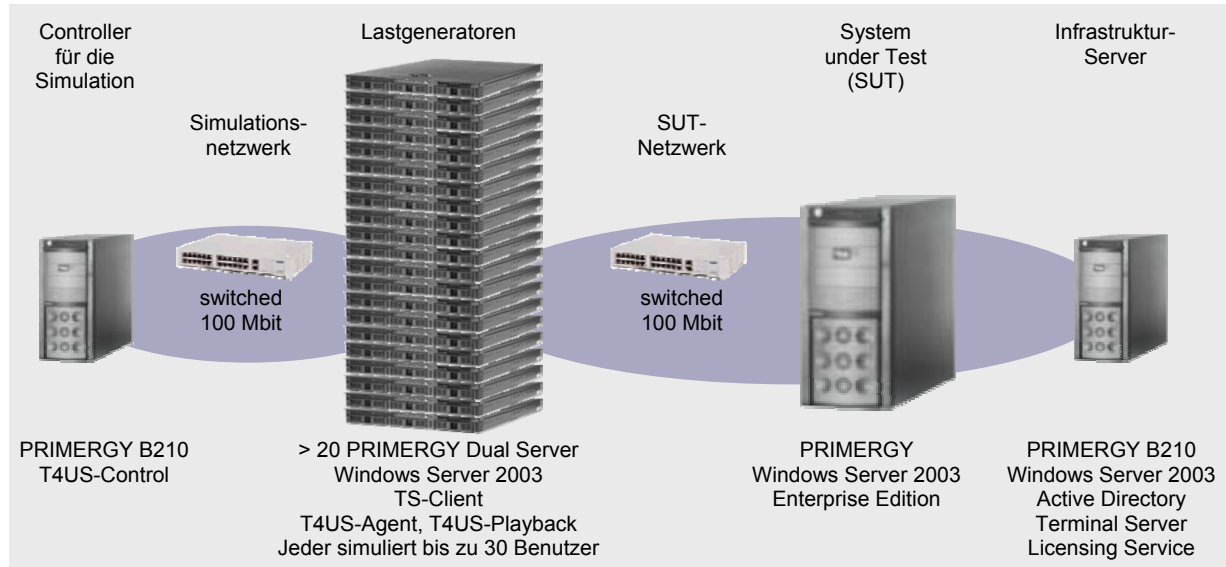 Controller
für die
Simulation
Lastgeneratoren
System
under Test
(SUT)
Infrastruktur-
Server
Simulations-
netzwerk
SUT-
Netzwerk
switched
100 Mbit
switched
100 Mbit
PRIMERGY B210
T4US-Control
> 20 PRIMERGY Dual Server
Windows Server 2003
TS-Client
T4US-Agent, T4US-Playback
Jeder simuliert bis zu 30 Benutzer
PRIMERGY
Windows Server 2003
Enterprise Edition
PRIMERGY B210
Windows Server 2003
Active Directory
Terminal Server
Licensing Service